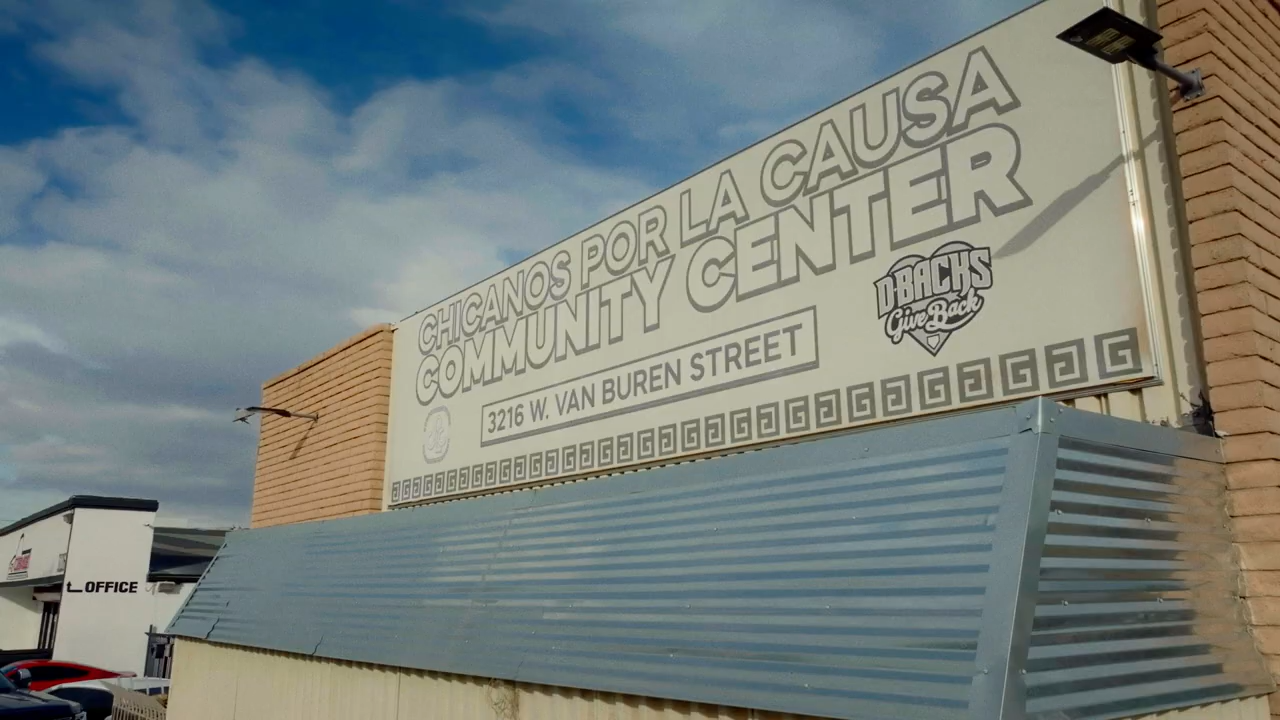 CHICANOS POR LA CAUSA
COMMUNITY CENTER
3216 W. VAN BUREN STREET
D-BACKS
Give Back
OFFICE